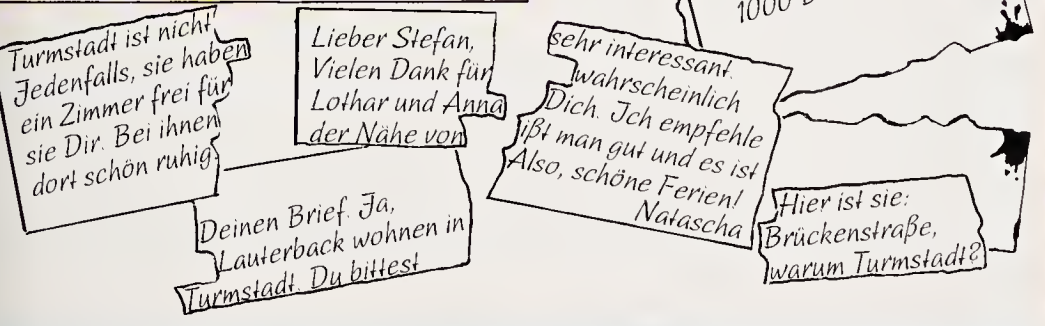 Turmstadt ist nicht
Jedenfalls, sie haben
ein Zimmer frei für
sie Dir. Bei ihnen
dort schön ruhig.
Lieber Stefan,
Vielen Dank für
Lothar und Anna
der Nähe von
Deinen Brief. Ja,
Lauterback wohnen in
Turmstadt. Du bittest
sehr interessant.
wahrscheinlich
Dich. Ich empfehle
ißt man gut und es ist
Also, schöne Ferien!
Natascha
1000
Hier ist sie:
Brückenstraße,
warum Turmstadt?